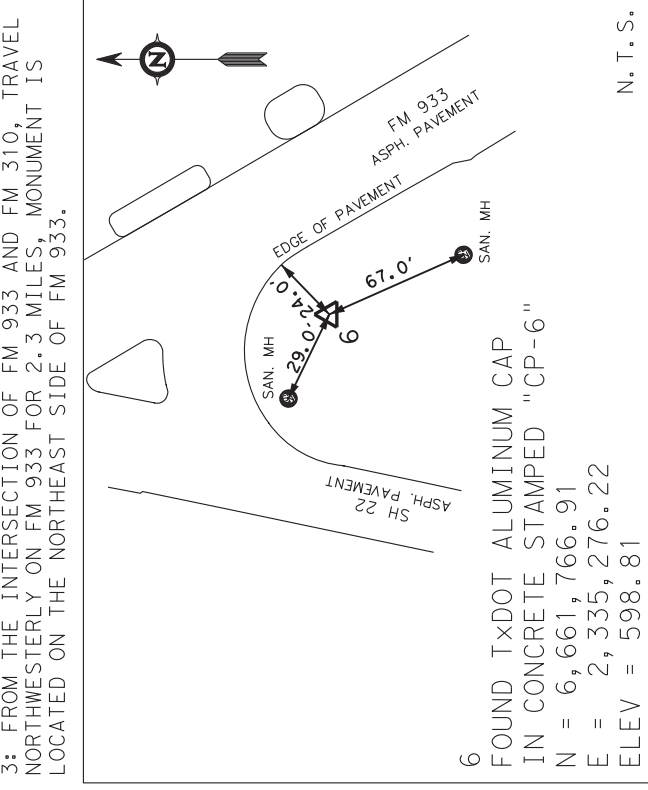 3: FROM THE INTERSECTION OF FM 933 AND FM 310, TRAVEL
NORTHWESTERLY ON FM 933 FOR 2.3 MILES, MONUMENT IS
LOCATED ON THE NORTHEAST SIDE OF FM 933.
N
FM 933
ASPH. PAVEMENT
EDGE OF PAVEMENT
24.0'
67.0'
29.0'
SAN. MH
SAN. MH
6
SH 22
ASPH. PAVEMENT
6
FOUND TxDOT ALUMINUM CAP
IN CONCRETE STAMPED "CP-6"
N = 6,661,766.91
E = 2,335,276.22
ELEV = 598.81
N.T.S.